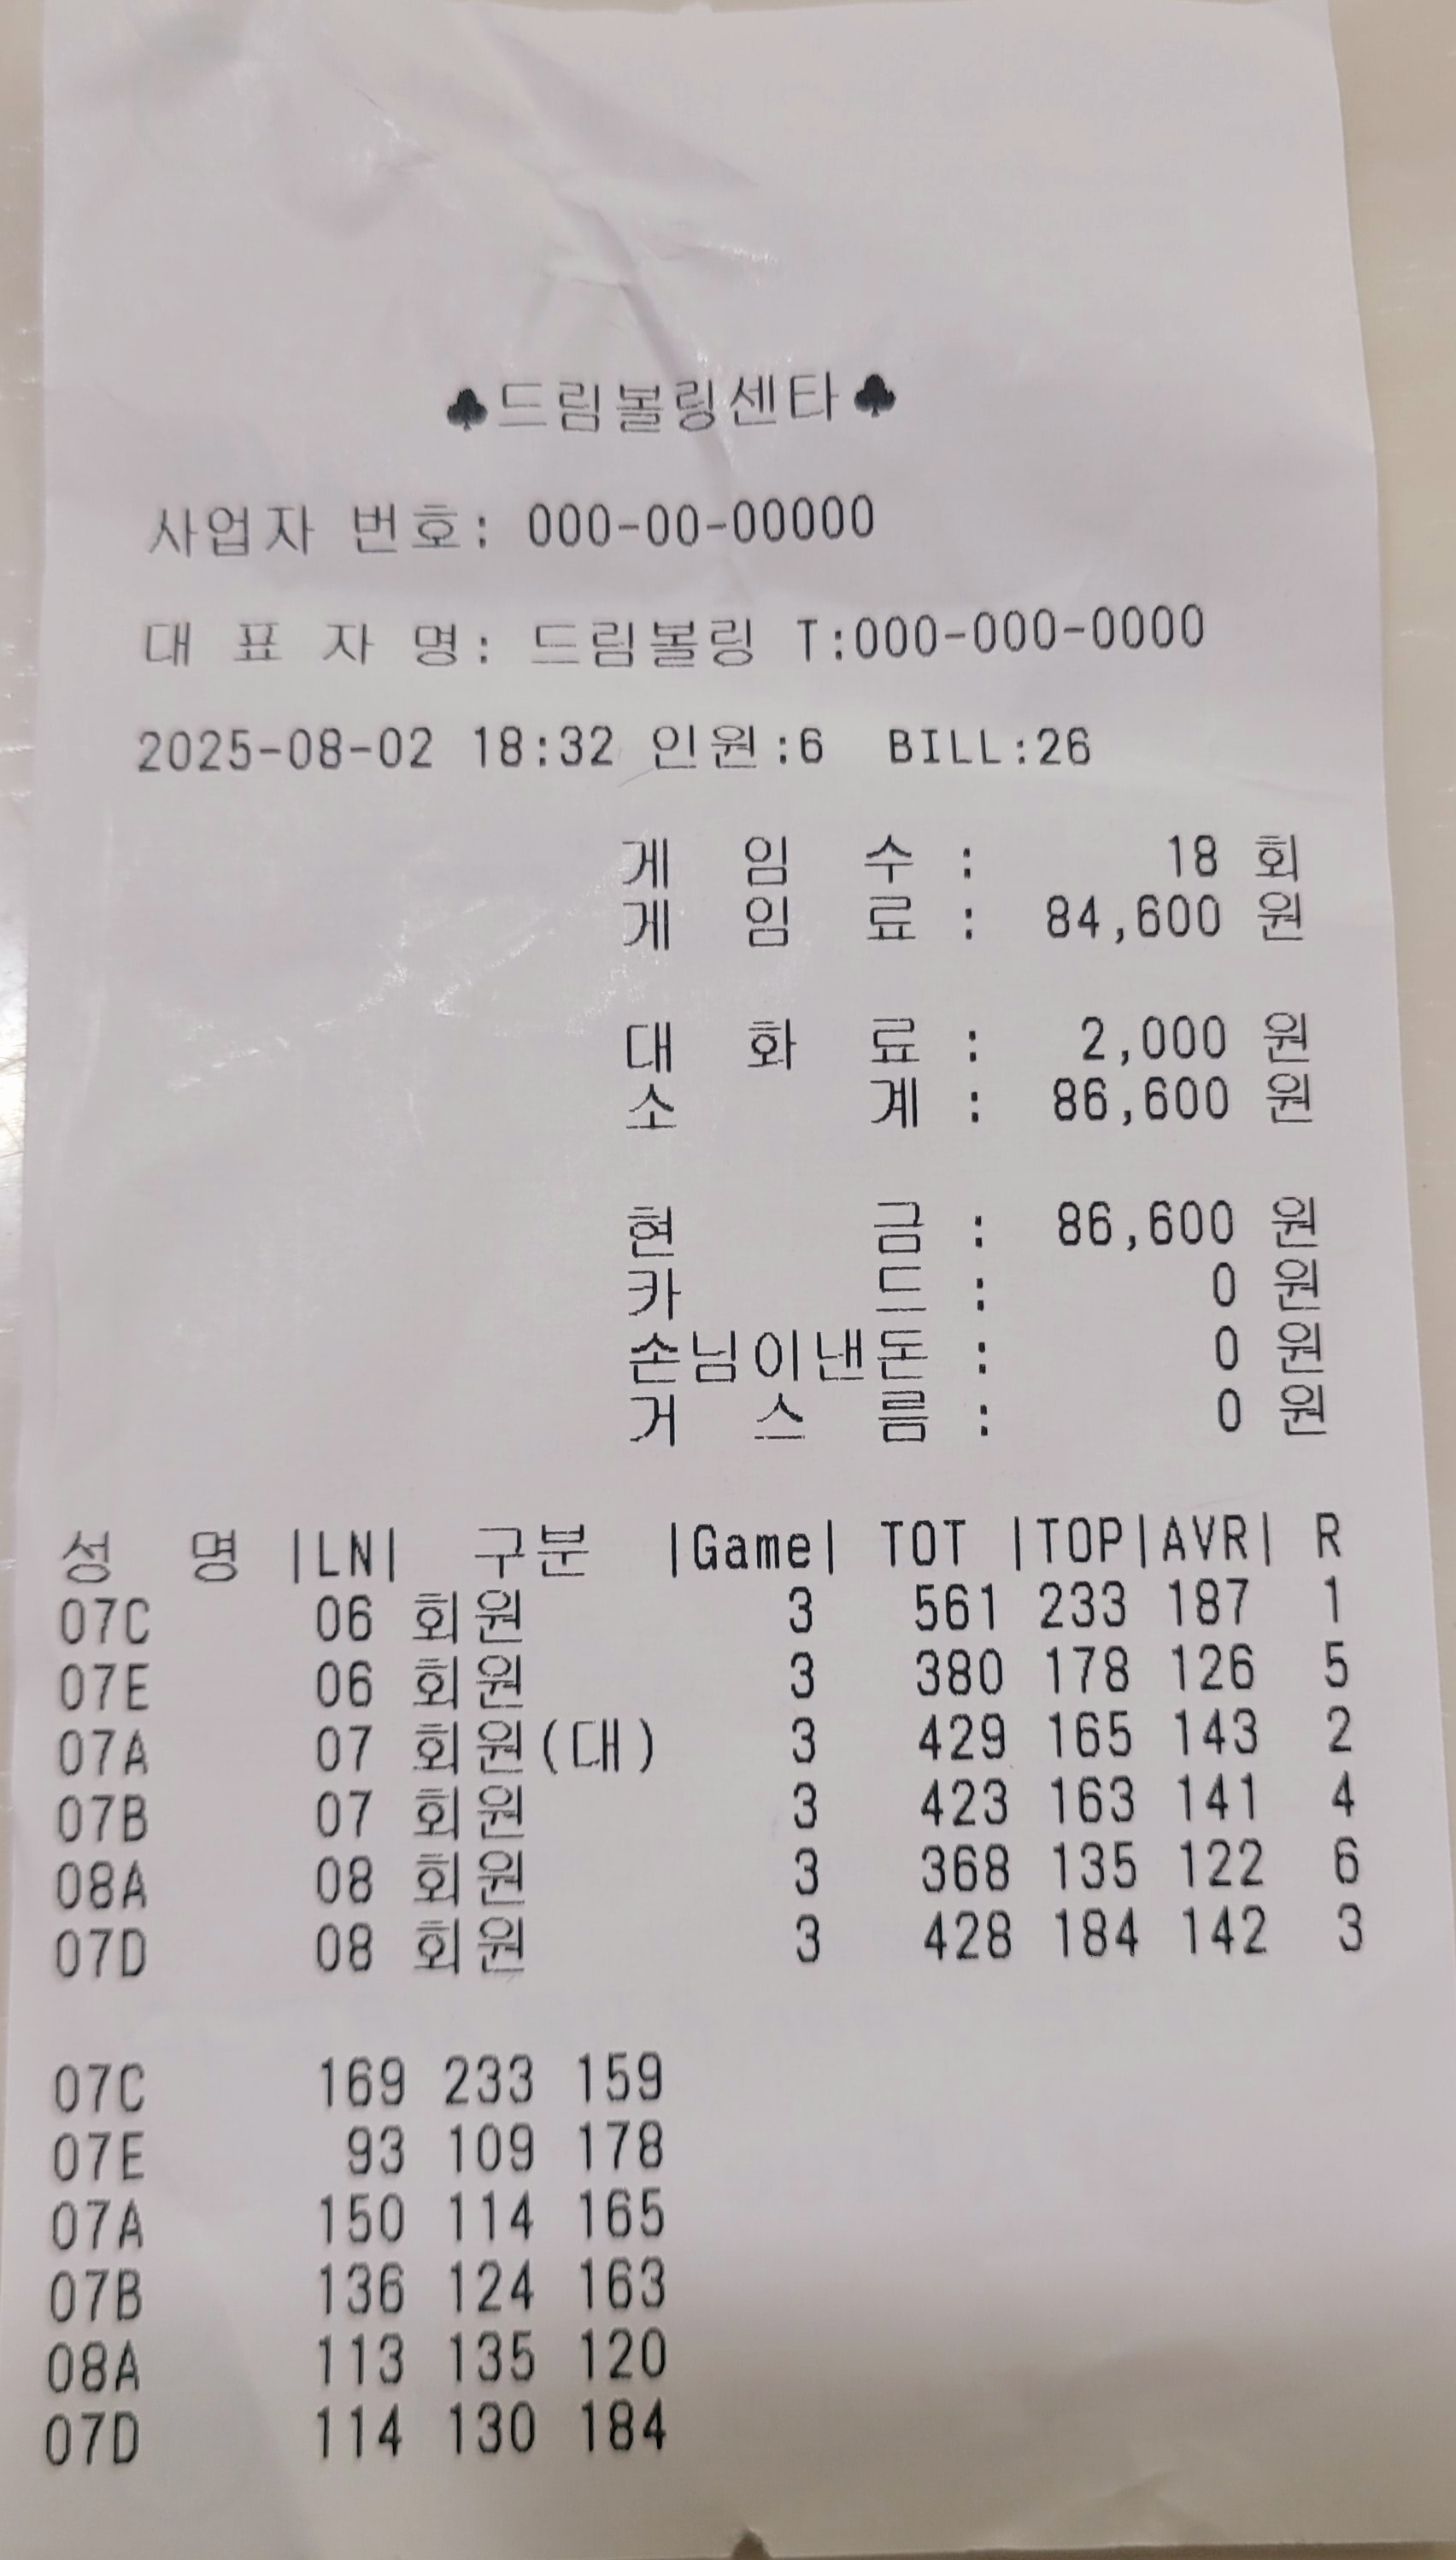 ♣드림볼링센타♣
사업자 번호: 000-00-00000
대 표 자 명: 드림볼링 T:000-000-0000
2025-08-02 18:32 인원:6 BILL:26
게 임 수 : 18 회
게 임 료 : 84,600 원
대 화 료 : 2,000 원
소 계 : 86,600 원
현 금 : 86,600 원
카 드 : 0 원
손님이낸돈 : 0 원
거 스 름 : 0 원
성 명 |LN| 구분 |Game| TOT |TOP|AVR| R
07C 06 회원 3 561 233 187 1
07E 06 회원 3 380 178 126 5
07A 07 회원(대) 3 429 165 143 2
07B 07 회원 3 423 163 141 4
08A 08 회원 3 368 135 122 6
07D 08 회원 3 428 184 142 3
07C 169 233 159
07E 93 109 178
07A 150 114 165
07B 136 124 163
08A 113 135 120
07D 114 130 184